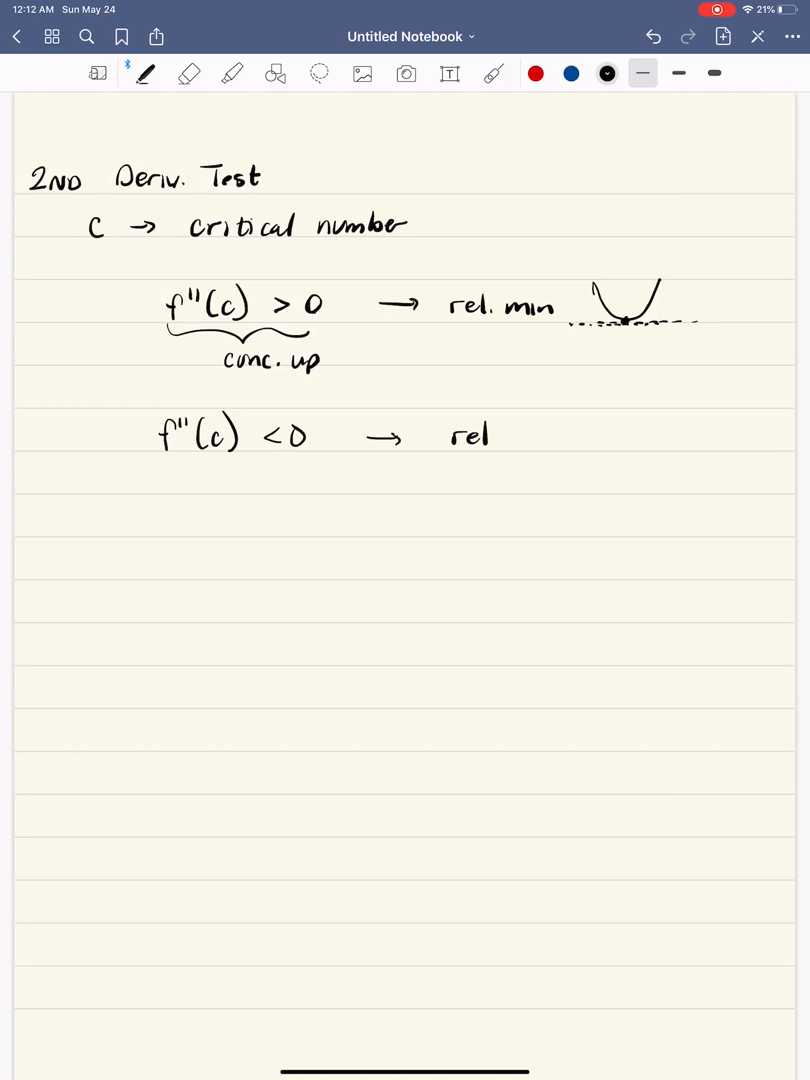 12:12 AM Sun May 24 21%
Untitled Notebook
T
2ND Deriv. Test
c → critical number
f''(c) > 0 → rel. min
conc. up
f''(c) < 0 → rel